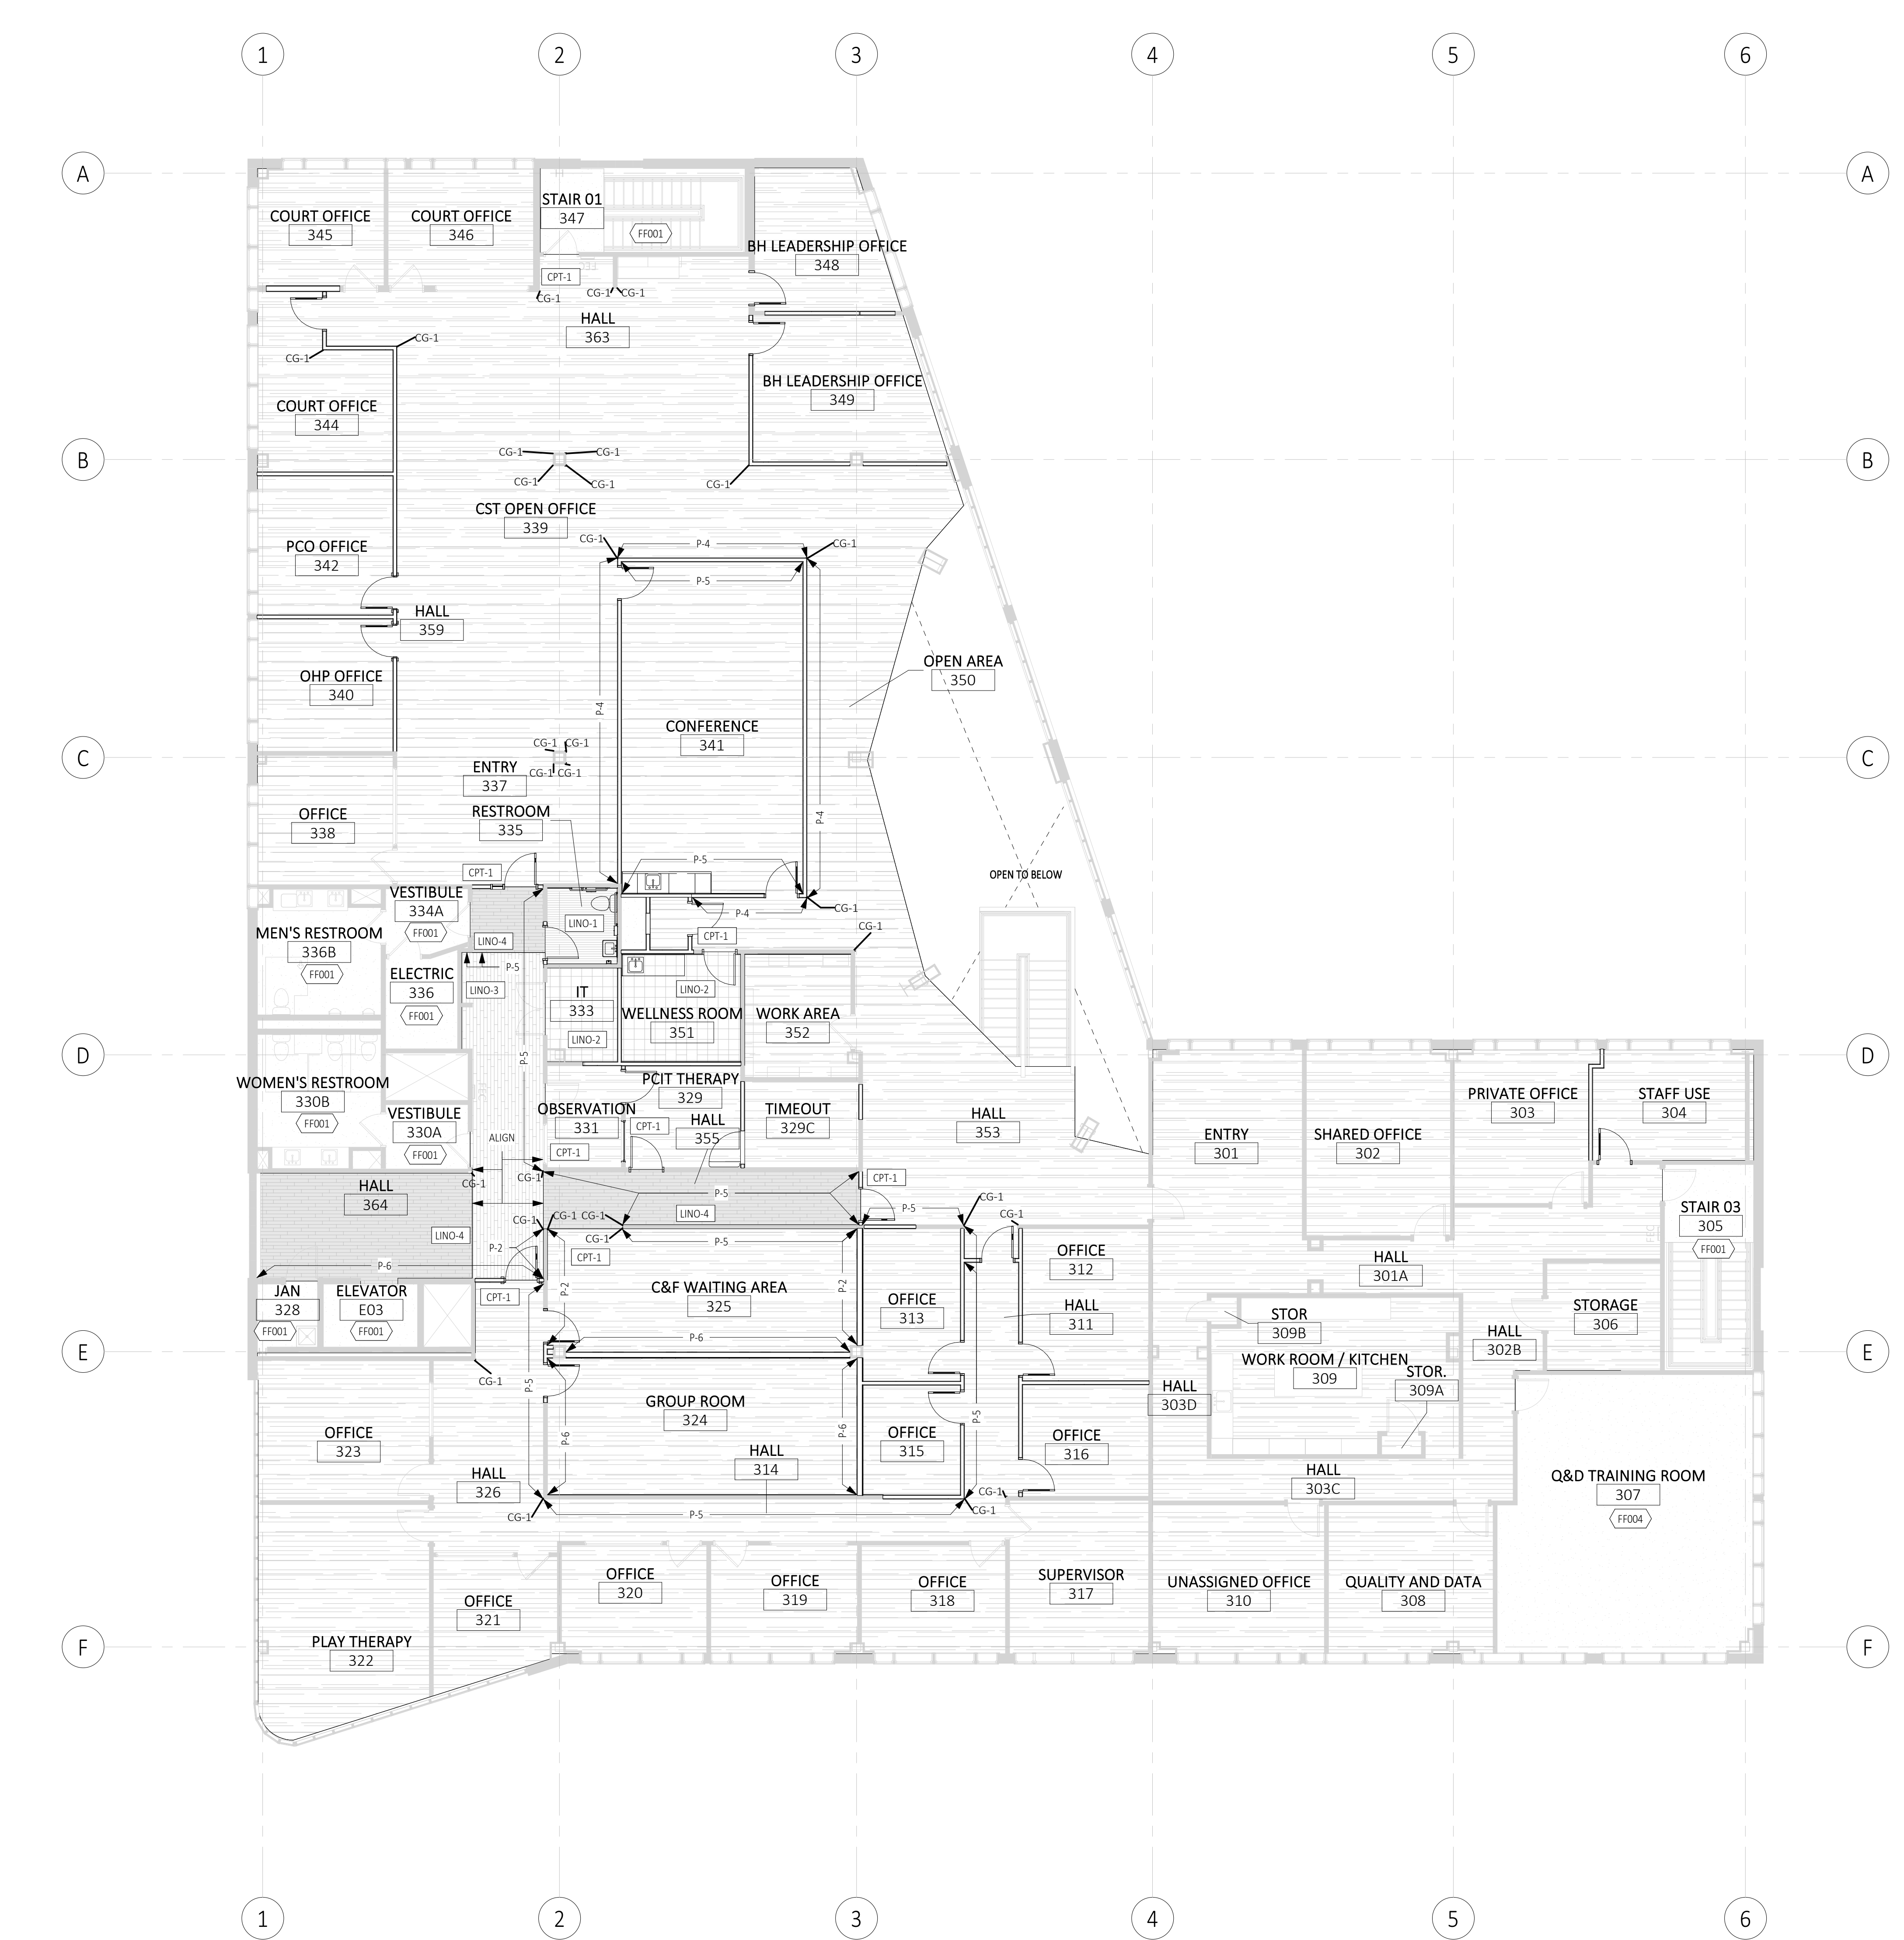 1 2 3 4 5 6
A A
COURT OFFICE
345
COURT OFFICE
346
STAIR 01
347
FF001
BH LEADERSHIP OFFICE
348
CPT-1
CG-1
CG-1
CG-1
HALL
363
CG-1
CG-1
BH LEADERSHIP OFFICE
349
COURT OFFICE
344
B B
CG-1
CG-1
CG-1
CG-1
CG-1
CST OPEN OFFICE
339
PCO OFFICE
342
CG-1
P-4
CG-1
P-5
HALL
359
OPEN AREA
350
OHP OFFICE
340
P-4
CONFERENCE
341
C C
CG-1
CG-1
CG-1
CG-1
ENTRY
337
RESTROOM
335
OFFICE
338
P-4
CPT-1
P-5
OPEN TO BELOW
VESTIBULE
334A
FF001
MEN'S RESTROOM
336B
FF001
LINO-4
LINO-1
P-4
CG-1
CPT-1
CG-1
P-5
ELECTRIC
336
FF001
LINO-3
IT
333
LINO-2
LINO-2
WELLNESS ROOM
351
WORK AREA
352
D D
P-5
WOMEN'S RESTROOM
330B
FF001
VESTIBULE
330A
FF001
FEC
PCIT THERAPY
329
OBSERVATION
331
CPT-1
CPT-1
HALL
355
TIMEOUT
329C
HALL
353
ENTRY
301
SHARED OFFICE
302
PRIVATE OFFICE
303
STAFF USE
304
ALIGN
CG-1
CG-1
HALL
364
LINO-4
P-5
LINO-4
CPT-1
CG-1
CG-1
CG-1
CG-1
P-5
CG-1
CG-1
STAIR 03
305
FF001
FEC
P-2
P-6
CPT-1
P-5
P-2
P-2
CPT-1
C&F WAITING AREA
325
OFFICE
312
HALL
301A
JAN
328
FF001
ELEVATOR
E03
FF001
OFFICE
313
HALL
311
STOR
309B
STORAGE
306
HALL
302B
E E
P-6
CG-1
P-5
WORK ROOM / KITCHEN
309
STOR.
309A
HALL
303D
GROUP ROOM
324
P-6
P-6
P-5
OFFICE
323
OFFICE
315
OFFICE
316
HALL
314
HALL
326
HALL
303C
Q&D TRAINING ROOM
307
FF004
CG-1
P-5
CG-1
CG-1
OFFICE
320
OFFICE
319
OFFICE
318
SUPERVISOR
317
UNASSIGNED OFFICE
310
QUALITY AND DATA
308
OFFICE
321
PLAY THERAPY
322
F F
1 2 3 4 5 6